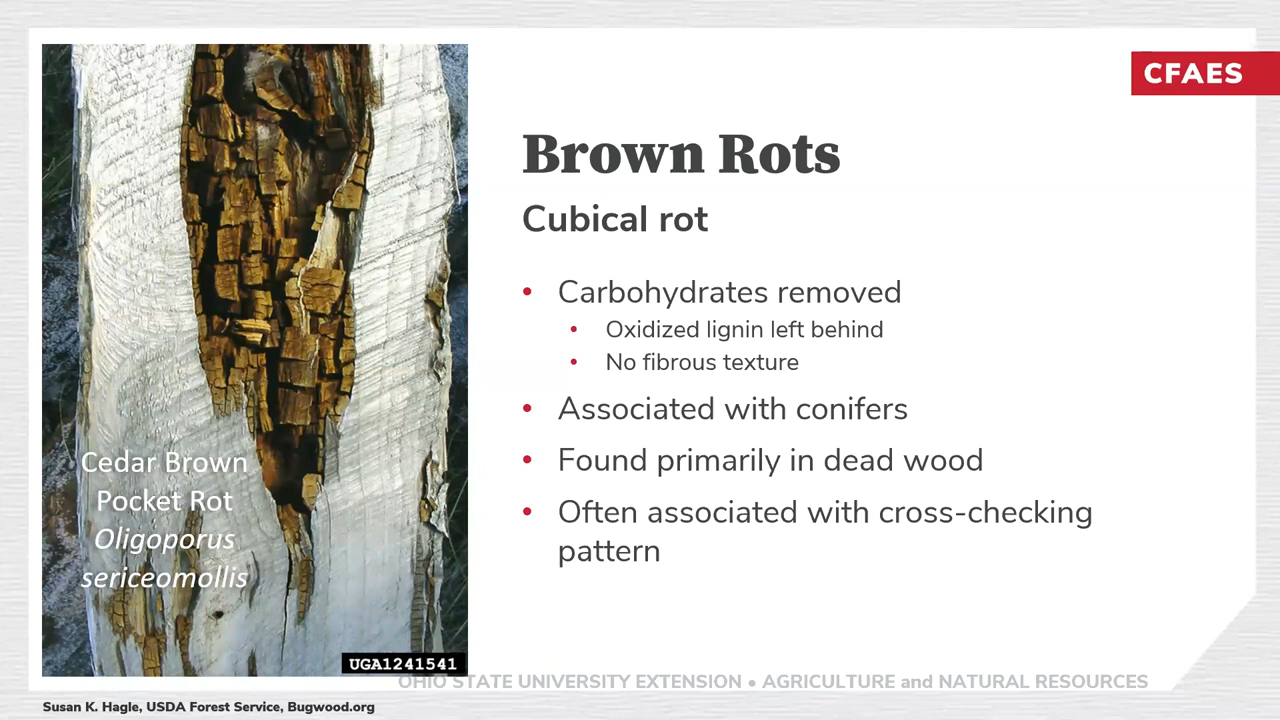 CFAES
Brown Rots
Cubical rot
• Carbohydrates removed
• Oxidized lignin left behind
• No fibrous texture
• Associated with conifers
• Found primarily in dead wood
• Often associated with cross-checking
pattern
Cedar Brown
Pocket Rot
Oligoporus
sericeomollis
UGA1241541
OHIO STATE UNIVERSITY EXTENSION • AGRICULTURE and NATURAL RESOURCES
Susan K. Hagle, USDA Forest Service, Bugwood.org